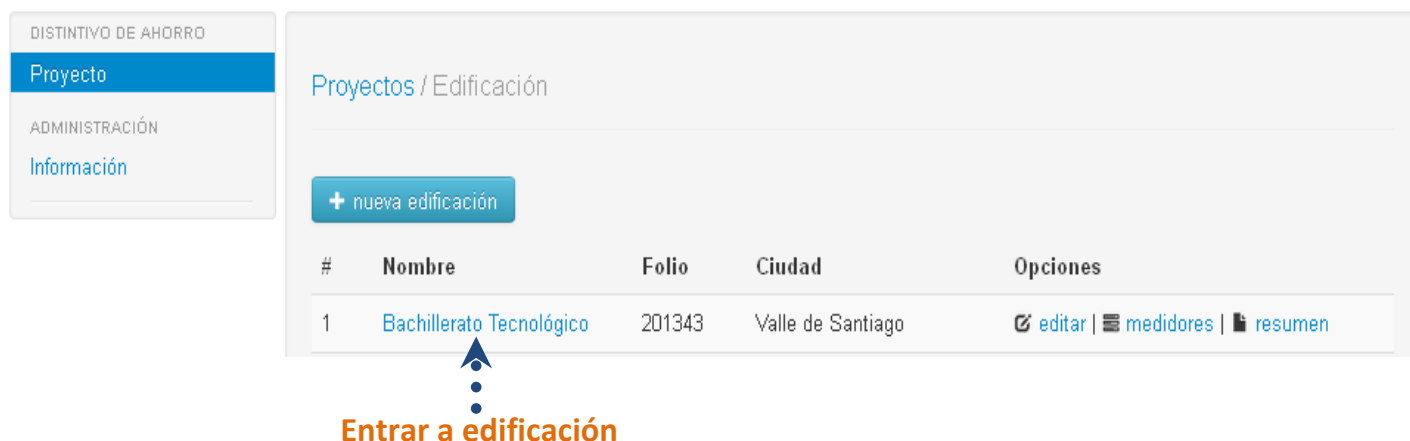 DISTINTIVO DE AHORRO
Proyecto
ADMINISTRACIÓN
Información
Proyectos / Edificación
+ nueva edificación
# Nombre Folio Ciudad Opciones
1 Bachillerato Tecnológico 201343 Valle de Santiago editar | medidores | resumen
Entrar a edificación